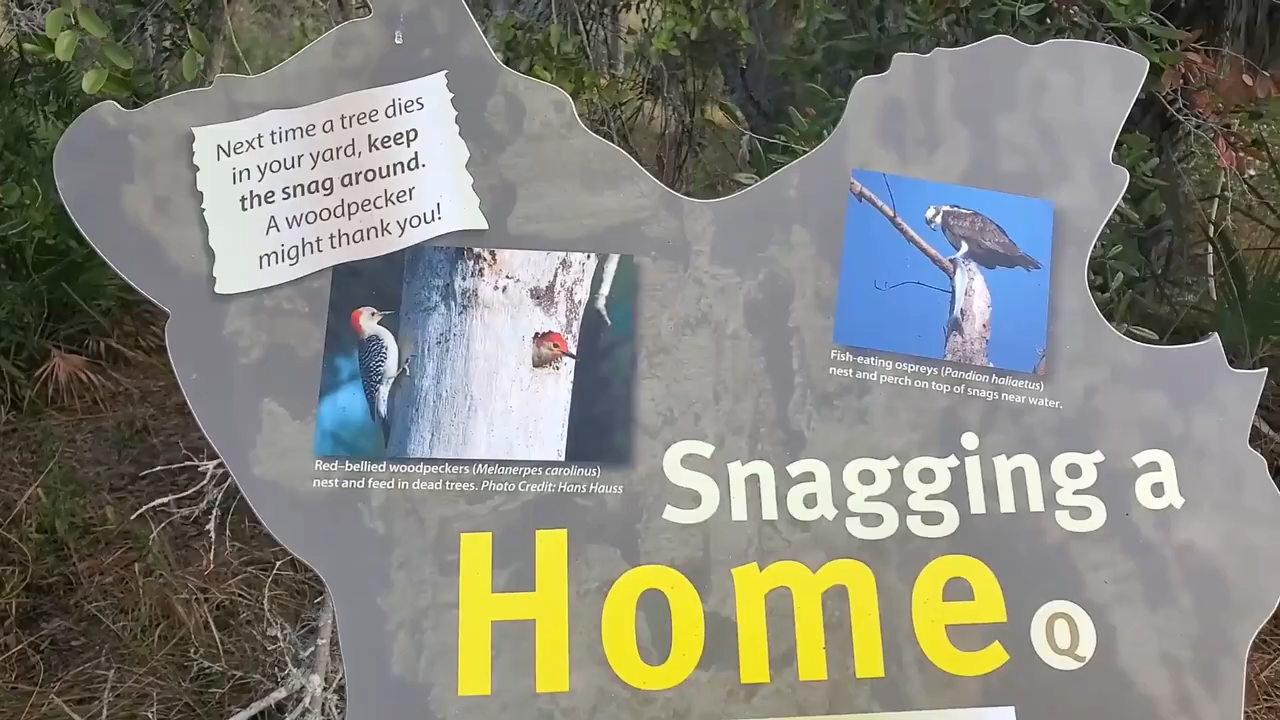 Next time a tree dies
in your yard, keep
the snag around.
A woodpecker
might thank you!
Red–bellied woodpeckers (Melanerpes carolinus)
nest and feed in dead trees. Photo Credit: Hans Hauss
Fish-eating ospreys (Pandion haliaetus)
nest and perch on top of snags near water.
Snagging a
Home
Q